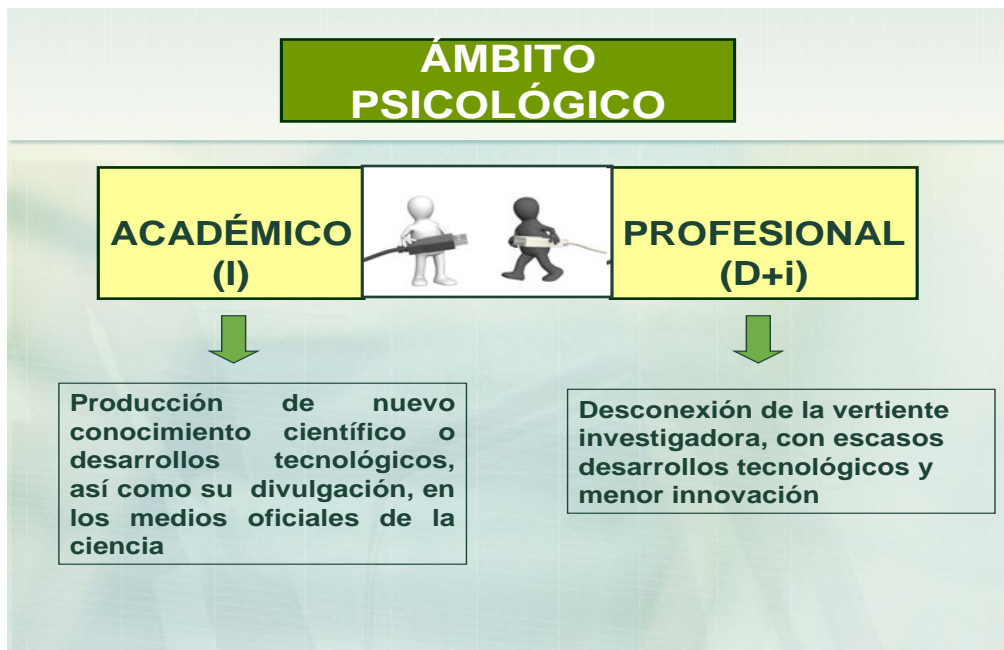 ÁMBITO
PSICOLÓGICO
ACADÉMICO
(I)
PROFESIONAL
(D+i)
Producción de nuevo
conocimiento científico o
desarrollos tecnológicos,
así como su divulgación, en
los medios oficiales de la
ciencia
Desconexión de la vertiente
investigadora, con escasos
desarrollos tecnológicos y
menor innovación